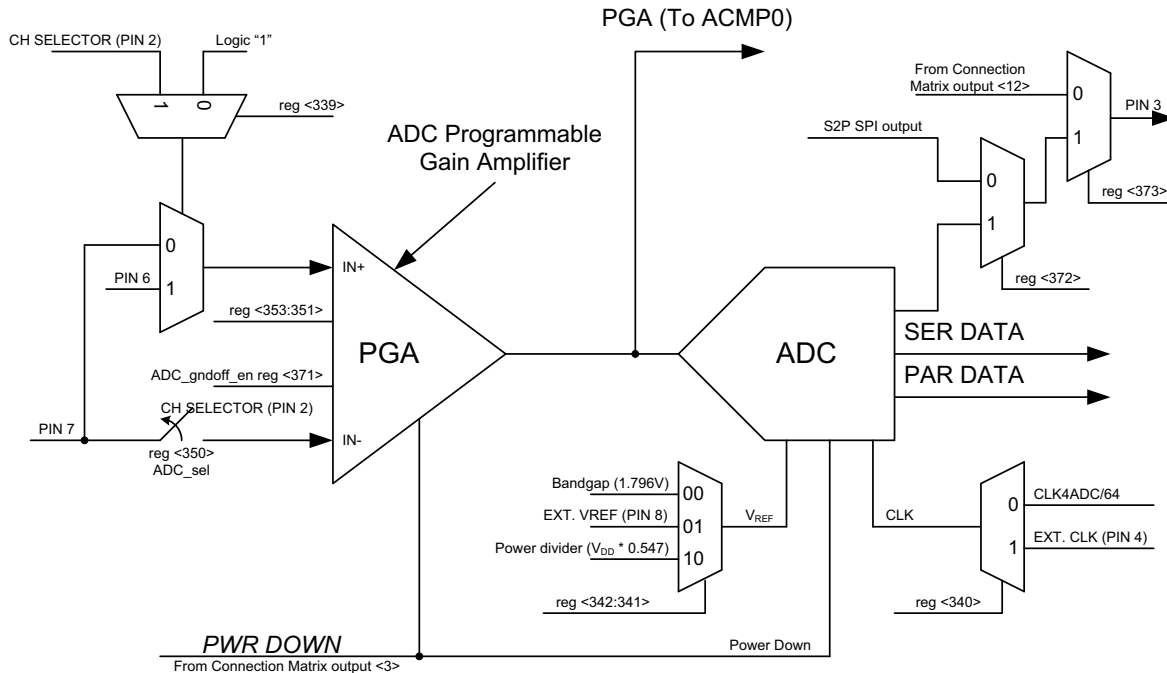 PGA (To ACMP0)
CH SELECTOR (PIN 2)
Logic “1”
1
0
reg <339>
From Connection
Matrix output <12>
0
1
PIN 3
reg <373>
S2P SPI output
0
1
reg <372>
ADC Programmable
Gain Amplifier
0
PIN 6
1
IN+
reg <353:351>
PGA
ADC_gndoff_en reg <371>
CH SELECTOR (PIN 2)
PIN 7
IN-
reg <350>
ADC_sel
ADC
SER DATA
PAR DATA
Bandgap (1.796V)
00
EXT. VREF (PIN 8)
01
VREF
Power divider (VDD * 0.547)
10
reg <342:341>
CLK
0
CLK4ADC/64
1
EXT. CLK (PIN 4)
reg <340>
PWR DOWN
Power Down
From Connection Matrix output <3>